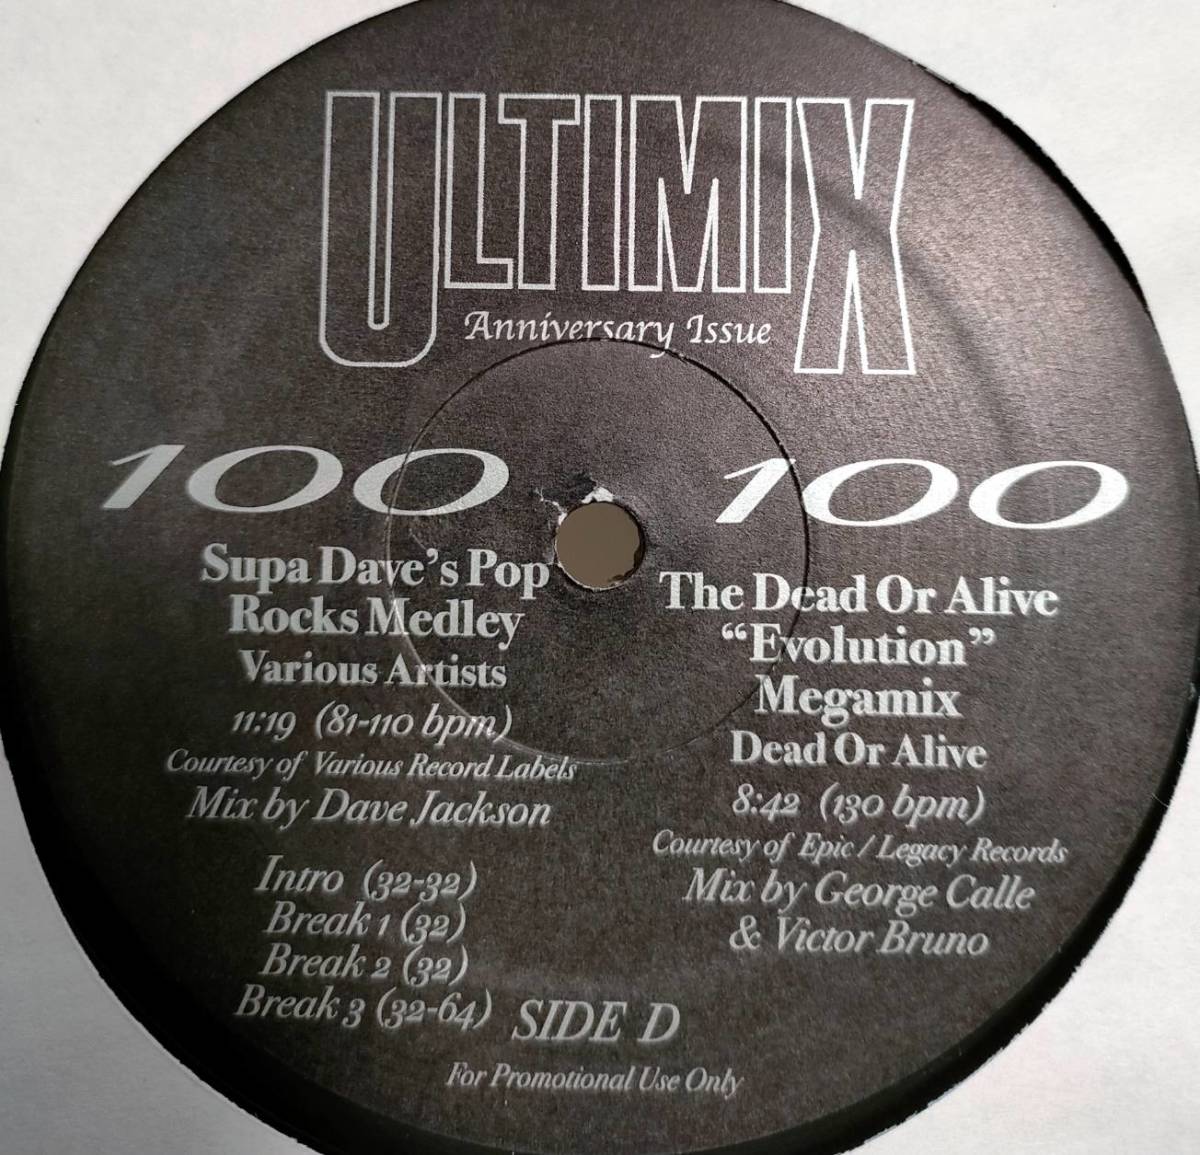 ULTIMIX
Anniversary Issue
100
Supa Dave's Pop
Rocks Medley
Various Artists
11:19 (81-110 bpm)
Courtesy of Various Record Labels
Mix by Dave Jackson
Intro (32-32)
Break 1 (32)
Break 2 (32)
Break 3 (32-64)
100
The Dead Or Alive
“Evolution”
Megamix
Dead Or Alive
8:42 (130 bpm)
Courtesy of Epic / Legacy Records
Mix by George Calle
& Victor Bruno
SIDE D
For Promotional Use Only